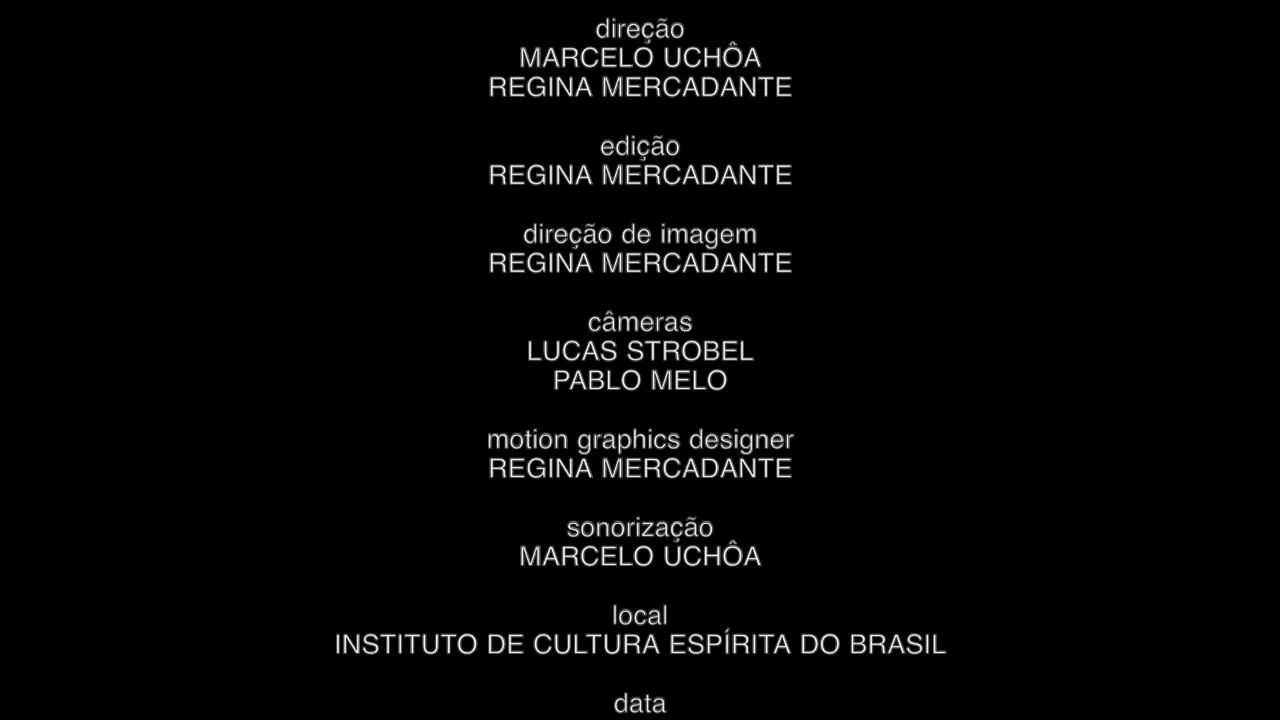 direção
MARCELO UCHÔA
REGINA MERCADANTE
edição
REGINA MERCADANTE
direção de imagem
REGINA MERCADANTE
câmeras
LUCAS STROBEL
PABLO MELO
motion graphics designer
REGINA MERCADANTE
sonorização
MARCELO UCHÔA
local
INSTITUTO DE CULTURA ESPÍRITA DO BRASIL
data